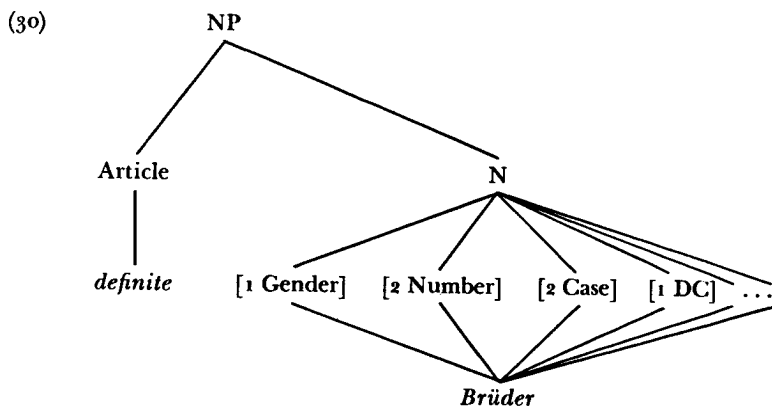 (30)
NP
Article
N
definite
[1 Gender] [2 Number] [2 Case] [1 DC] ...
Brüder